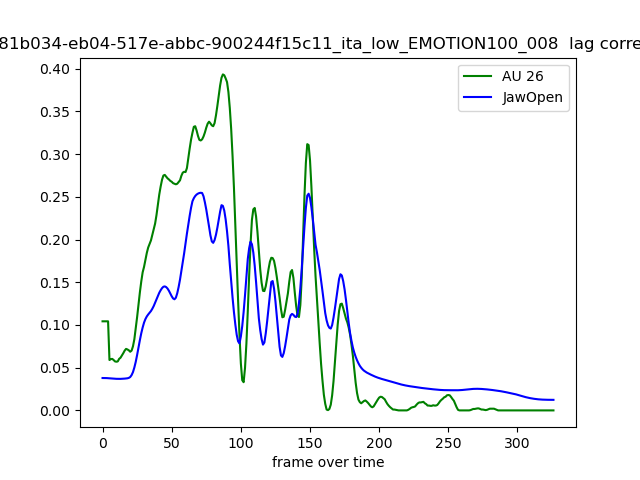 81b034-eb04-517e-abbc-900244f15c11_ita_low_EMOTION100_008 lag corre
AU 26
JawOpen
0.40
0.35
0.30
0.25
0.20
0.15
0.10
0.05
0.00
0 50 100 150 200 250 300
frame over time